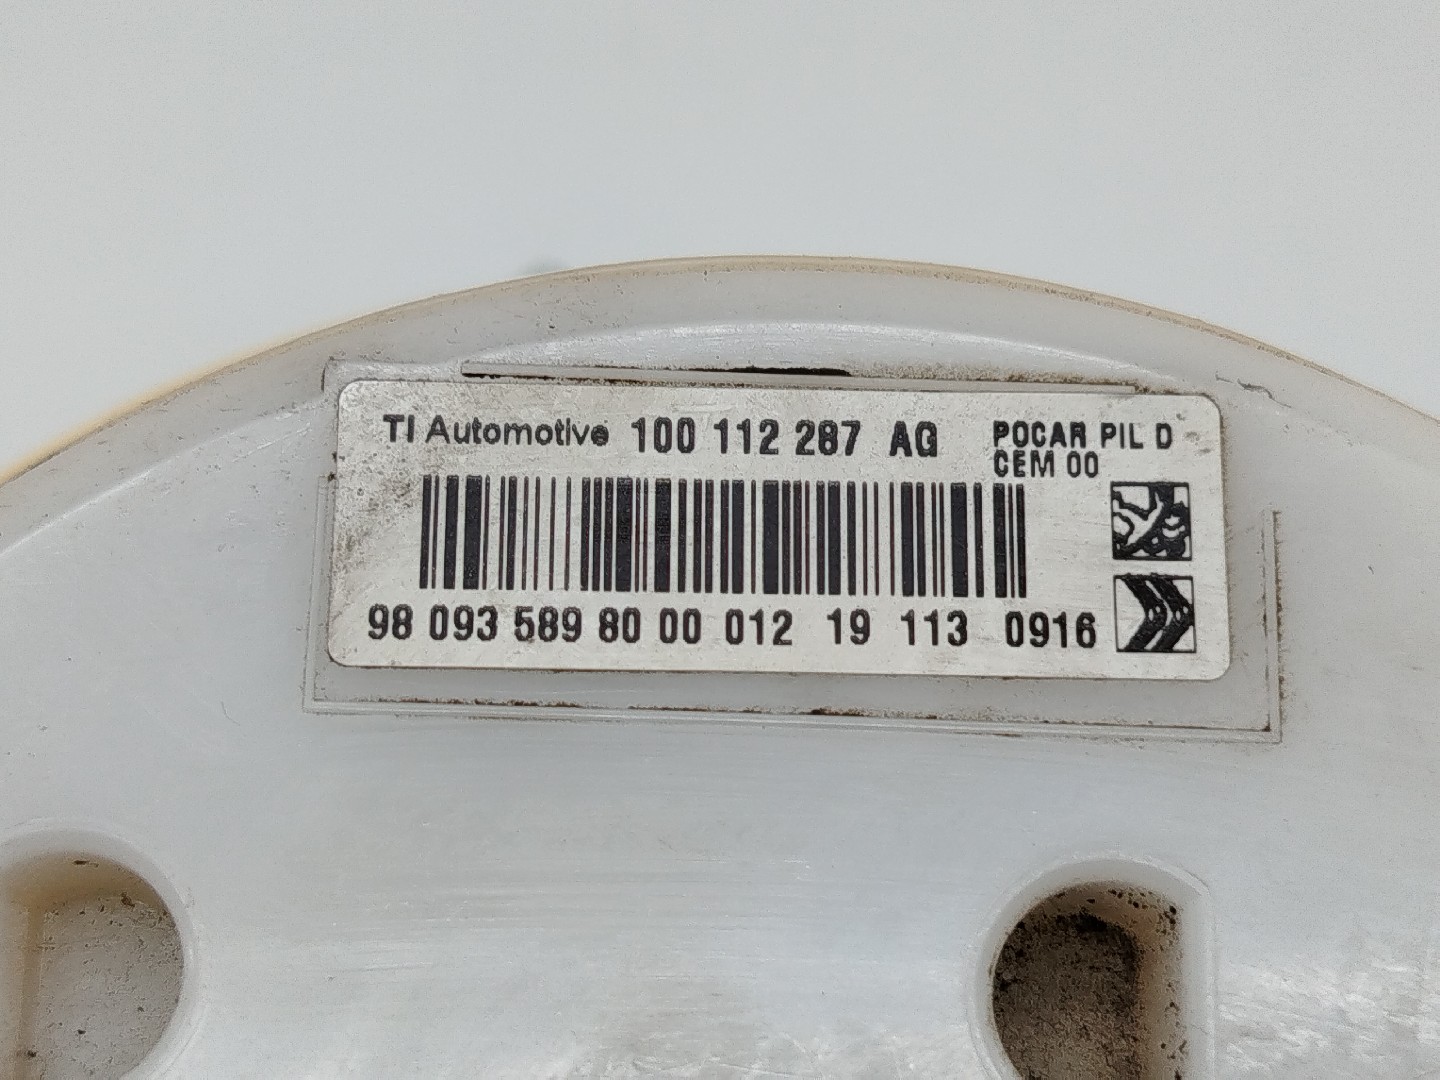 TI Automotive 100 112 287 AG POCAR PIL D
CEM 00
98 093 589 80 00 012 19 113 0916